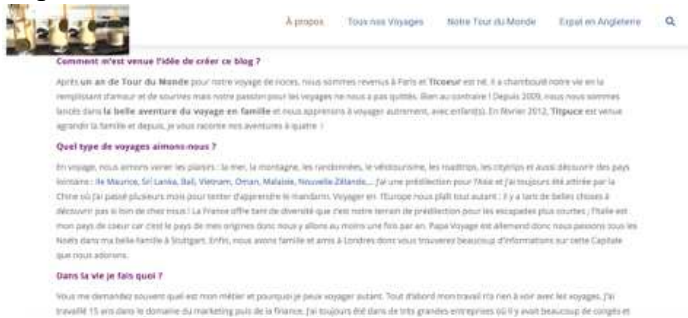 À propos Tous nos Voyages Notre Tour du Monde Expat en Angleterre
Comment m'est venue l'idée de créer ce blog ?
Après un an de Tour du Monde pour notre voyage de noces, nous sommes revenus à Paris et Ticoeur est né. Il a chamboulé notre vie en la
remplissant d'amour et de sourires mais notre passion pour les voyages ne nous a pas quittés. Bien au contraire ! Depuis 2009, nous nous sommes
lancés dans la belle aventure du voyage en famille et nous apprenons à voyager autrement, avec enfant(s). En février 2012, Titpuce est venue
agrandir la famille et depuis, je vous raconte nos aventures à quatre !
Quel type de voyages aimons-nous ?
En voyage, nous aimons varier les plaisirs : la mer, la montagne, les randonnées, le vélotourisme, les roadtrips, les citytrips et aussi découvrir des pays
lointains : Ile Maurice, Sri Lanka, Bali, Vietnam, Oman, Malaisie, Nouvelle Zélande,... J'ai une prédilection pour l'Asie et j'ai toujours été attirée par la
Chine où j'ai passé plusieurs mois pour tenter d'apprendre le mandarin. Voyager en l'Europe nous plaît tout autant : il y a tant de belles choses à
découvrir pas si loin de chez nous ! La France offre tant de diversité que c'est notre terrain de prédilection pour les escapades plus courtes ; l'Italie est
mon pays de coeur car c'est le pays de mes origines donc nous y allons au moins une fois par an. Papa Voyage est allemand donc nous passons tous les
Noëls dans ma belle-famille à Stuttgart. Enfin, nous avons famille et amis à Londres dont vous trouverez beaucoup d'informations sur cette Capitale
que nous adorons.
Dans la vie je fais quoi ?
Vous me demandez souvent quel est mon métier et pourquoi je peux voyager autant. Tout d'abord mon travail n'a rien à voir avec les voyages. J'ai
travaillé 15 ans dans le domaine du marketing puis de la finance. J'ai toujours été dans de très grandes entreprises où il y avait beaucoup de congés et